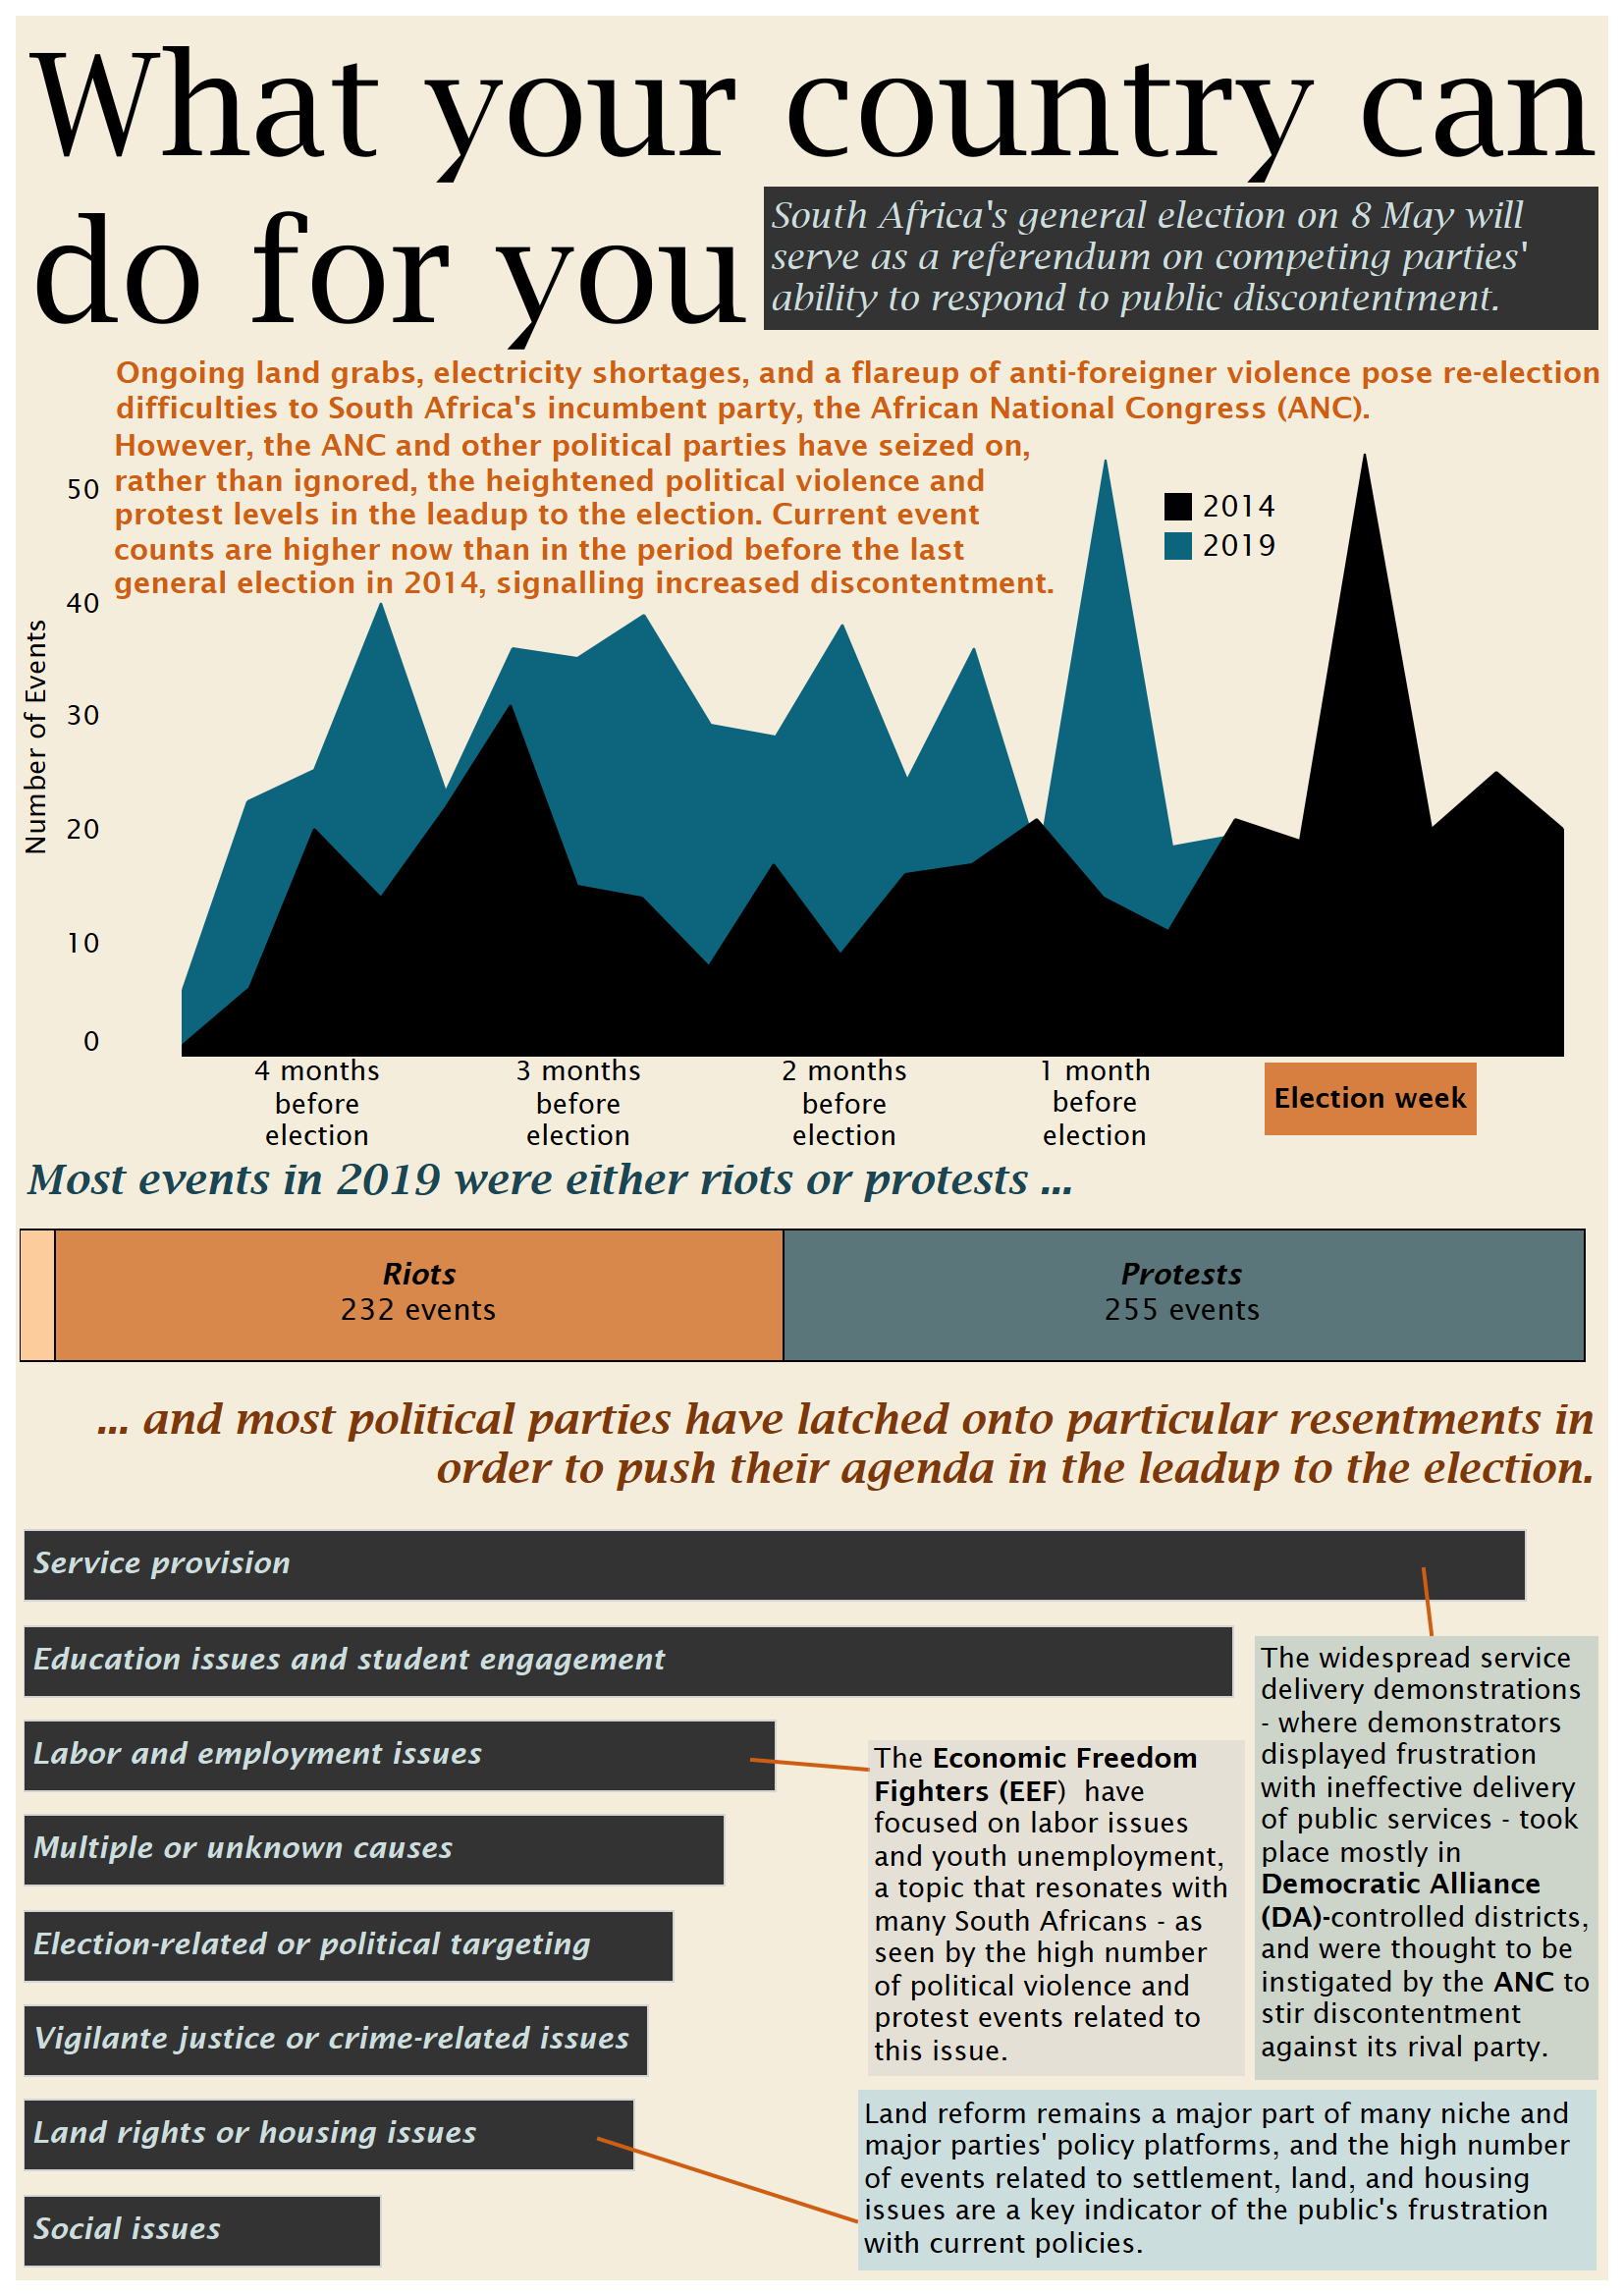 What your country can
do for you
South Africa's general election on 8 May will
serve as a referendum on competing parties'
ability to respond to public discontentment.
Ongoing land grabs, electricity shortages, and a flareup of anti-foreigner violence pose re-election
difficulties to South Africa's incumbent party, the African National Congress (ANC).
However, the ANC and other political parties have seized on,
rather than ignored, the heightened political violence and
protest levels in the leadup to the election. Current event
counts are higher now than in the period before the last
general election in 2014, signalling increased discontentment.
2014
2019
Number of Events
50
40
30
20
10
0
4 months
before
election
3 months
before
election
2 months
before
election
1 month
before
election
Election week
Most events in 2019 were either riots or protests ...
Riots
232 events
Protests
255 events
... and most political parties have latched onto particular resentments in
order to push their agenda in the leadup to the election.
Service provision
Education issues and student engagement
Labor and employment issues
Multiple or unknown causes
Election-related or political targeting
Vigilante justice or crime-related issues
Land rights or housing issues
Social issues
The Economic Freedom
Fighters (EEF)  have
focused on labor issues
and youth unemployment,
a topic that resonates with
many South Africans - as
seen by the high number
of political violence and
protest events related to
this issue.
The widespread service
delivery demonstrations
- where demonstrators
displayed frustration
with ineffective delivery
of public services - took
place mostly in
Democratic Alliance
(DA)-controlled districts,
and were thought to be
instigated by the ANC to
stir discontentment
against its rival party.
Land reform remains a major part of many niche and
major parties' policy platforms, and the high number
of events related to settlement, land, and housing
issues are a key indicator of the public's frustration
with current policies.